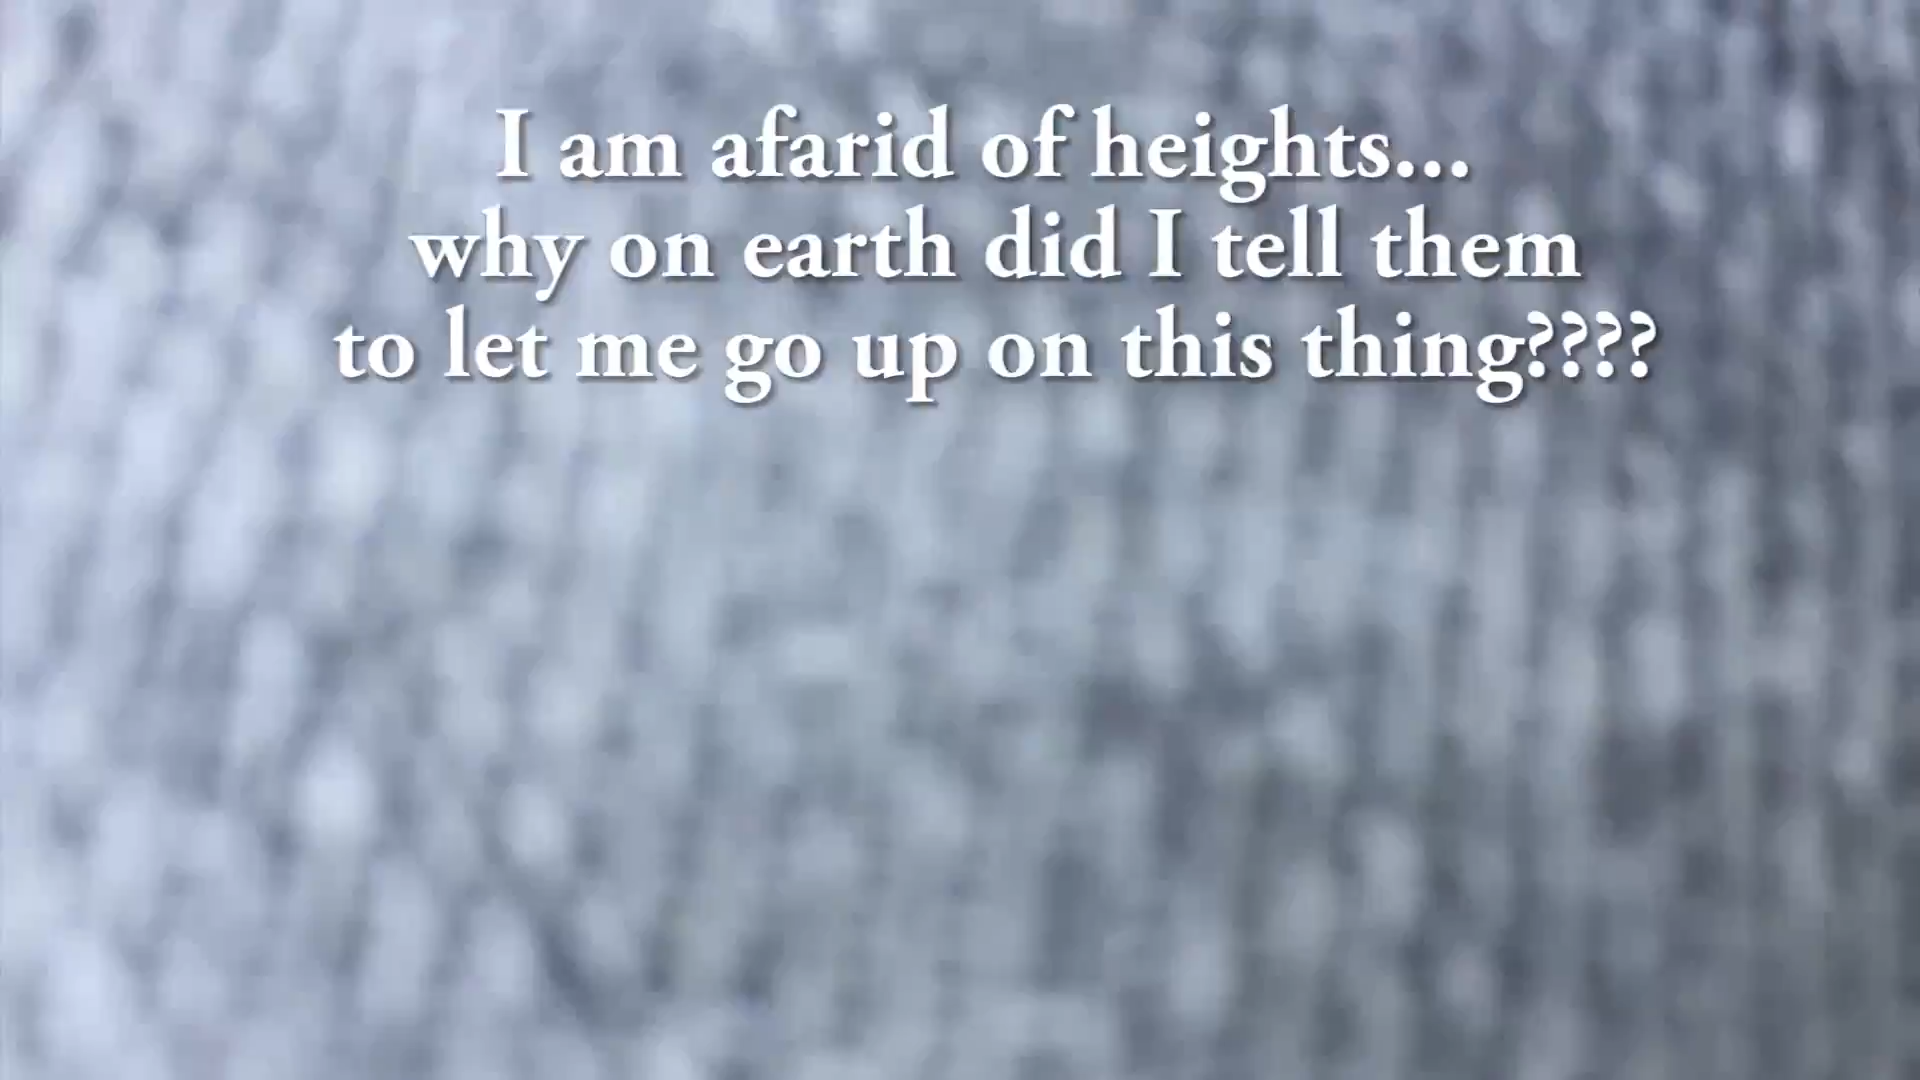 I am afarid of heights...
why on earth did I tell them
to let me go up on this thing????